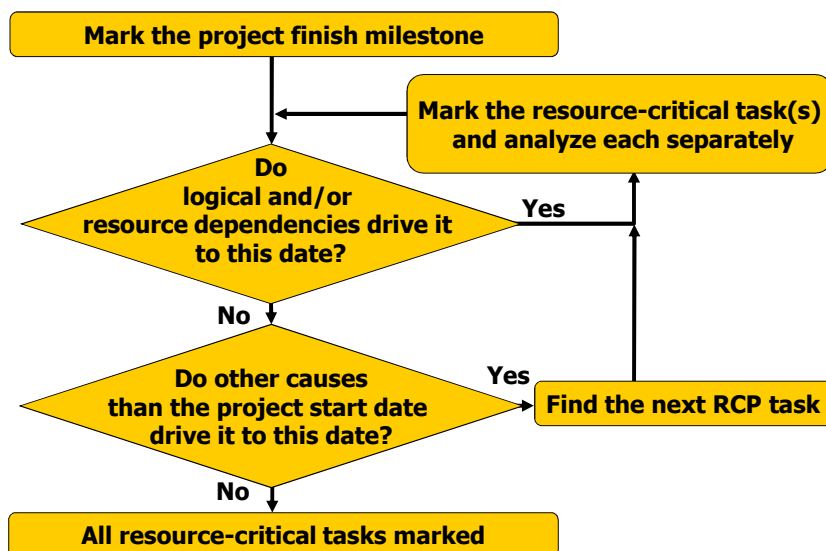 Mark the project finish milestone
Mark the resource-critical task(s)
and analyze each separately
Do
logical and/or
resource dependencies drive it
to this date?
Yes
No
Do other causes
than the project start date
drive it to this date?
Yes
Find the next RCP task
No
All resource-critical tasks marked